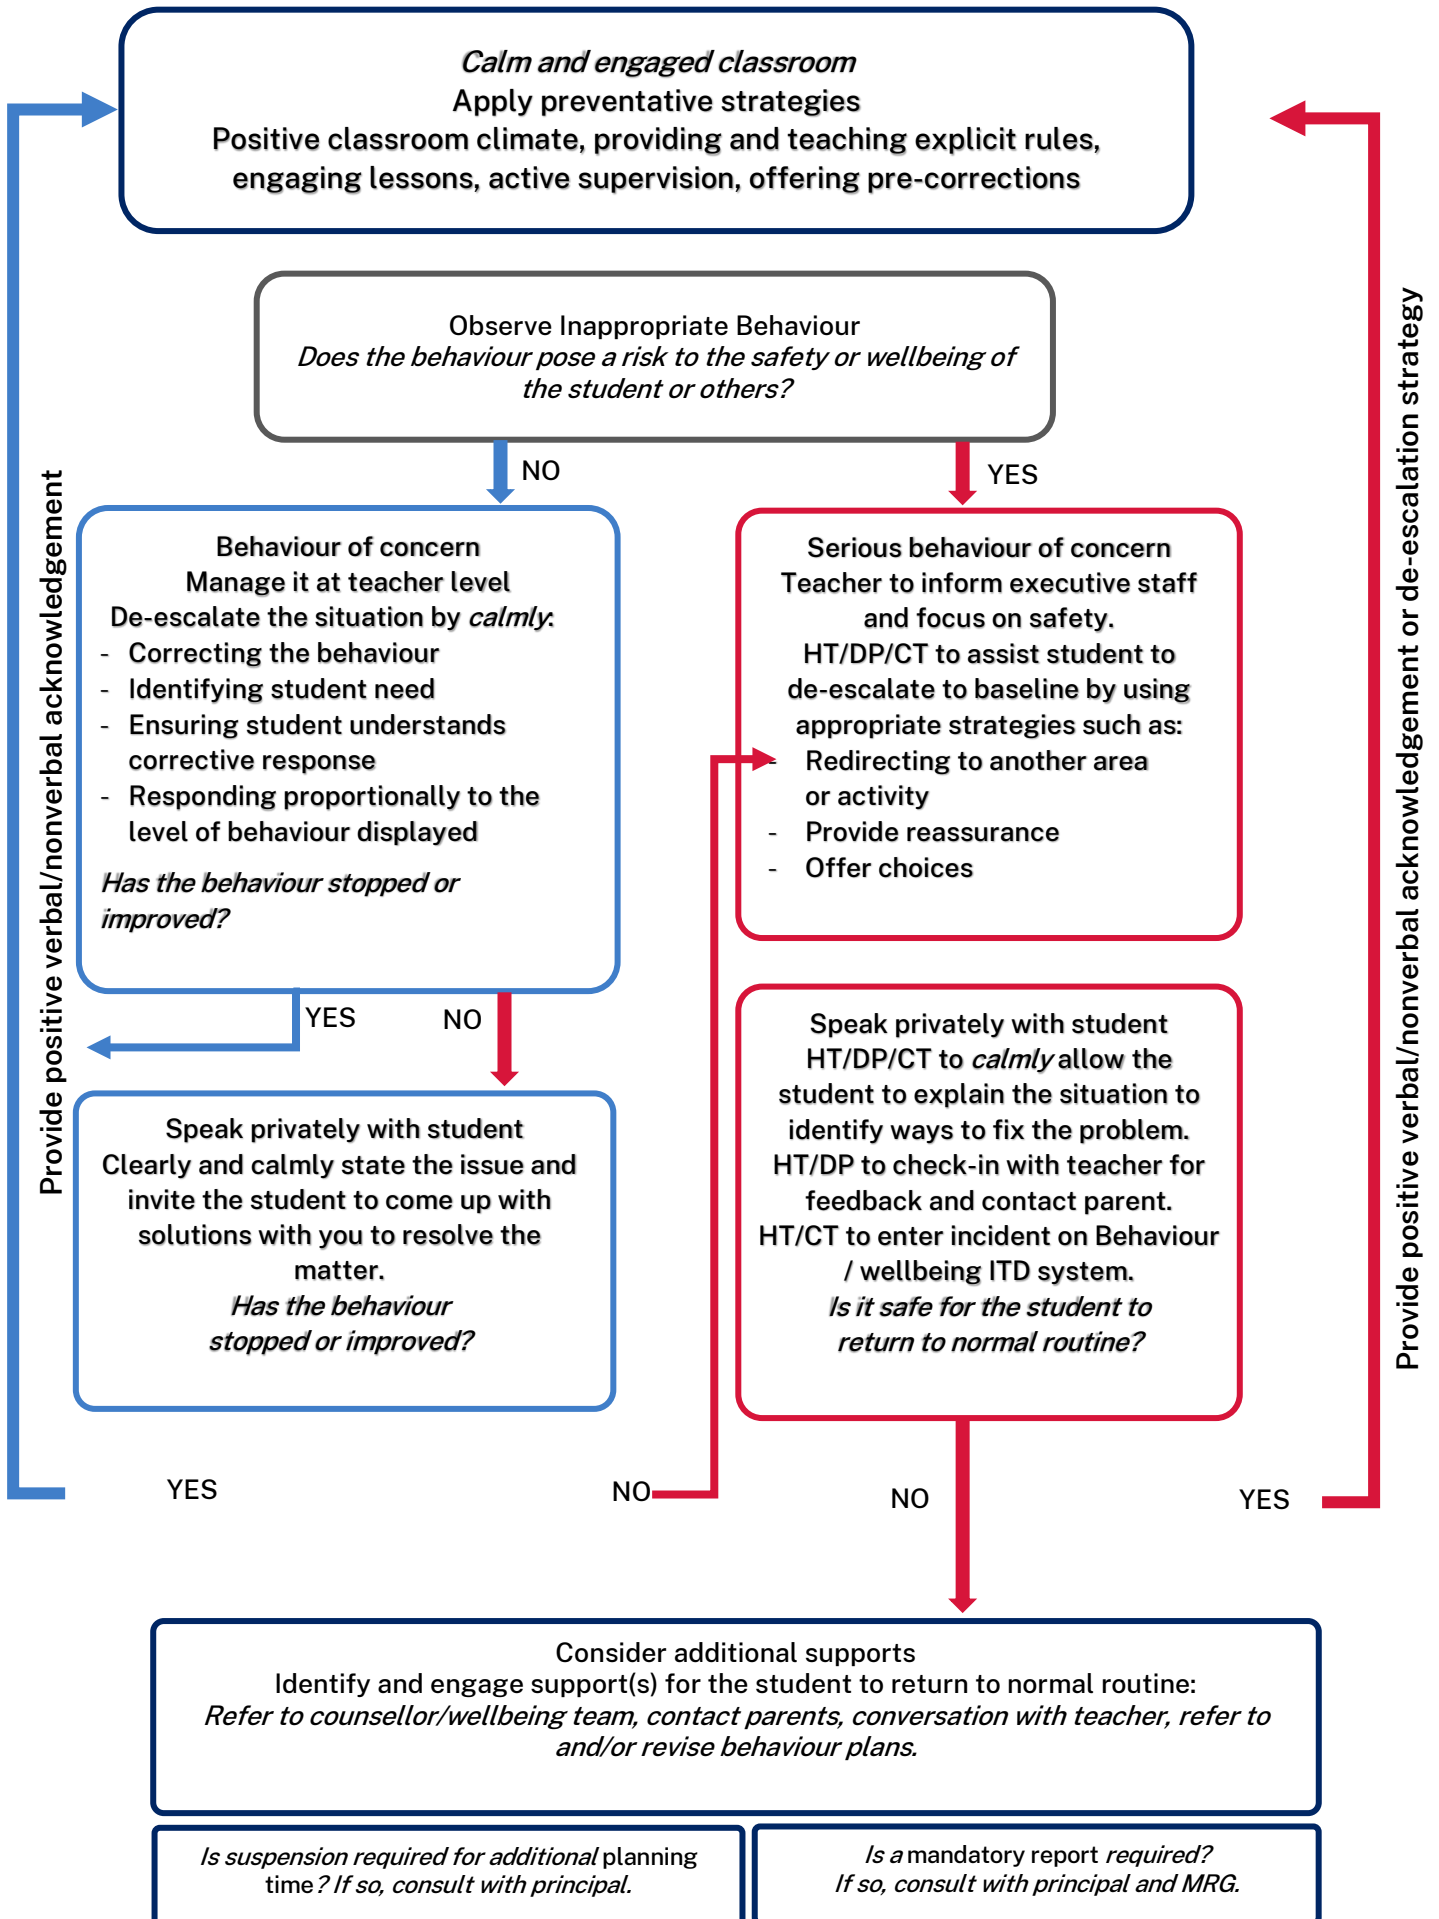 Calm and engaged classroom
Apply preventative strategies
Positive classroom climate, providing and teaching explicit rules,
engaging lessons, active supervision, offering pre-corrections
Observe Inappropriate Behaviour
Does the behaviour pose a risk to the safety or wellbeing of
the student or others?
NO
YES
Behaviour of concern
Manage it at teacher level
De-escalate the situation by calmly:
- Correcting the behaviour
- Identifying student need
- Ensuring student understands
corrective response
- Responding proportionally to the
level of behaviour displayed
Has the behaviour stopped or
improved?
Serious behaviour of concern
Teacher to inform executive staff
and focus on safety.
HT/DP/CT to assist student to
de-escalate to baseline by using
appropriate strategies such as:
- Redirecting to another area
or activity
- Provide reassurance
- Offer choices
YES
NO
Speak privately with student
Clearly and calmly state the issue and
invite the student to come up with
solutions with you to resolve the
matter.
Has the behaviour
stopped or improved?
Speak privately with student
HT/DP/CT to calmly allow the
student to explain the situation to
identify ways to fix the problem.
HT/DP to check-in with teacher for
feedback and contact parent.
HT/CT to enter incident on Behaviour
/ wellbeing ITD system.
Is it safe for the student to
return to normal routine?
YES
NO
NO
YES
Provide positive verbal/nonverbal acknowledgement
Provide positive verbal/nonverbal acknowledgement or de-escalation strategy
Consider additional supports
Identify and engage support(s) for the student to return to normal routine:
Refer to counsellor/wellbeing team, contact parents, conversation with teacher, refer to
and/or revise behaviour plans.
Is suspension required for additional planning
time? If so, consult with principal.
Is a mandatory report required?
If so, consult with principal and MRG.